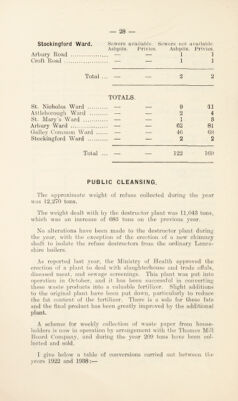 — 28 —
Stockingford Ward. Sewers available. Sewers not available.
Ashpits. Privies. Ashpits. Privies.
Arbury Road ... — — 1 1
Croft Road ... — — 1 1
Total ... — — 2 2
TOTALS.
St. Nicholas Ward ... — — 9 11
Attleborough Ward ... — — 2 4
St. Mary's Ward ... — — 1 3
Arbury Ward ... — — 62 81
Galley Common Ward ... — — 46 68
Stockingford Ward ... — — 2 2
Total ... — — 122 169
PUBLIC CLEANSING.
The approximate weight of refuse collected during the year
was 12,270 tons.
The weight dealt with by the destructor plant was 11,043 tons,
which was an increase of 685 tons on the previous year.
No alterations have been made to the destructor plant during
the year, with the exception of the erection of a new chimney
shaft to isolate the refuse destructors from the ordinary Lanca-
shire boilers.
As reported last year, the Ministry of Health approved the
erection of a plant to deal with slaughterhouse and trade offals,
diseased meat and sewage screenings. This plant was put into
operation in October, and it has been successful in converting
these waste products into a valuable fertilizer. Slight additions
to the original plant have been put down, particularly to reduce
the fat content of the fertilizer. There is a sale for these fats
and the final product has been greatly improved by the additional
plant.
A scheme for weekly collection of waste paper from house-
holders is now in operation by arrangement with the Thames Mill
Board Company, and during the year 209 tons have been col-
lected and sold.
I give below a table of conversions carried out between the
years 1922 and 1938:—